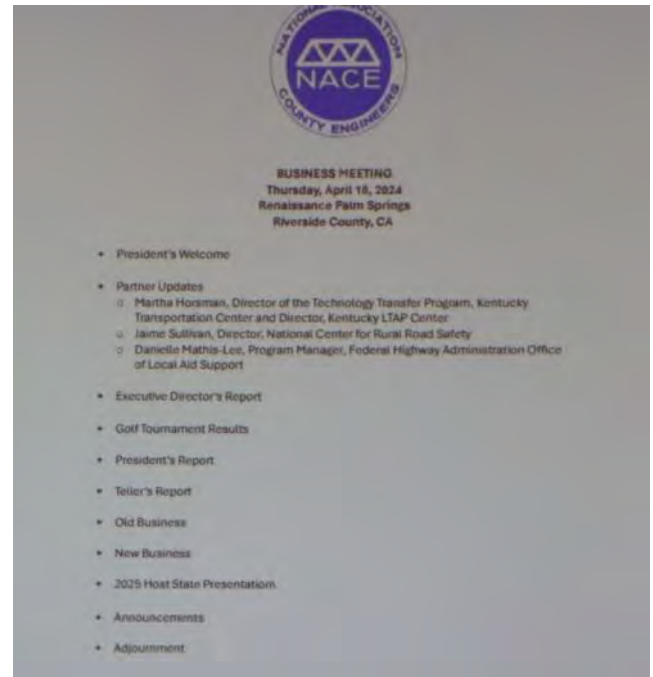 NATIONAL ASSOCIATION
NACE
COUNTY ENGINEERS
BUSINESS MEETING
Thursday, April 18, 2024
Renaissance Palm Springs
Riverside County, CA
• President's Welcome
• Partner Updates
o Martha Horsman, Director of the Technology Transfer Program, Kentucky
Transportation Center and Director, Kentucky LTAP Center
o Jaime Sullivan, Director, National Center for Rural Road Safety
o Danielle Mathis-Lee, Program Manager, Federal Highway Administration Office
of Local Aid Support
• Executive Director's Report
• Golf Tournament Results
• President's Report
• Teller's Report
• Old Business
• New Business
• 2025 Host State Presentatiom
• Announcements
• Adjournment